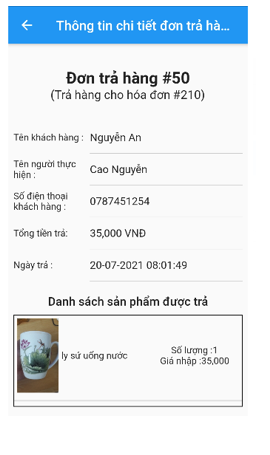 Thông tin chi tiết đơn trả hà...
Đơn trả hàng #50
(Trả hàng cho hóa đơn #210)
Tên khách hàng : Nguyễn An
Tên người thực
hiện : Cao Nguyên
Số điện thoại
khách hàng : 0787451254
Tổng tiền trả: 35,000 VNĐ
Ngày trả : 20-07-2021 08:01:49
Danh sách sản phẩm được trả
ly sứ uống nước
Số lượng :1
Giá nhập :35,000